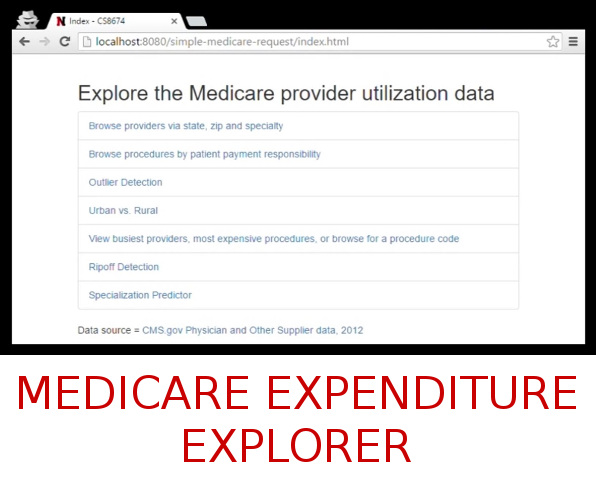 Index - CS8674
localhost:8080/simple-medicare-request/index.html
Explore the Medicare provider utilization data
Browse providers via state, zip and specialty
Browse procedures by patient payment responsibility
Outlier Detection
Urban vs. Rural
View busiest providers, most expensive procedures, or browse for a procedure code
Ripoff Detection
Specialization Predictor
Data source = CMS.gov Physician and Other Supplier data, 2012
MEDICARE EXPENDITURE
EXPLORER